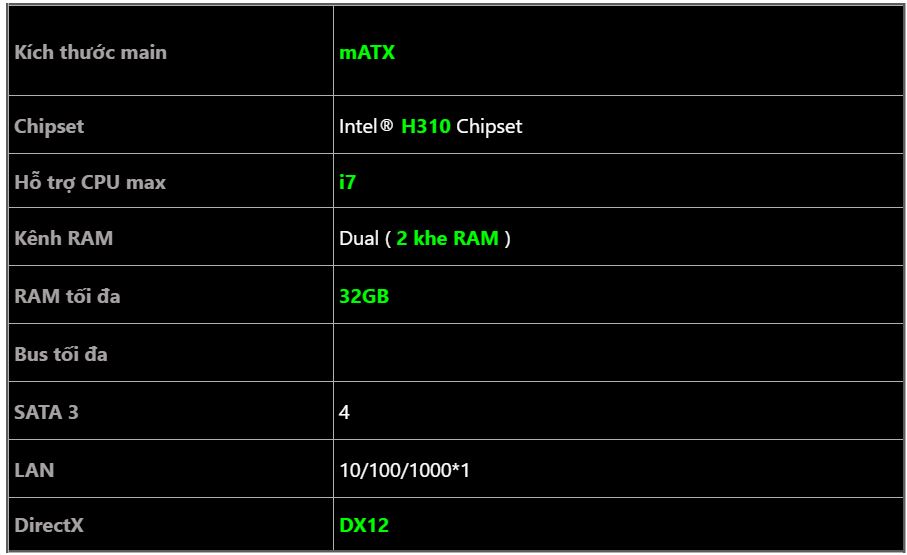 Kích thước main mATX
Chipset Intel® H310 Chipset
Hỗ trợ CPU max i7
Kênh RAM Dual ( 2 khe RAM )
RAM tối đa 32GB
Bus tối đa
SATA 3 4
LAN 10/100/1000*1
DirectX DX12